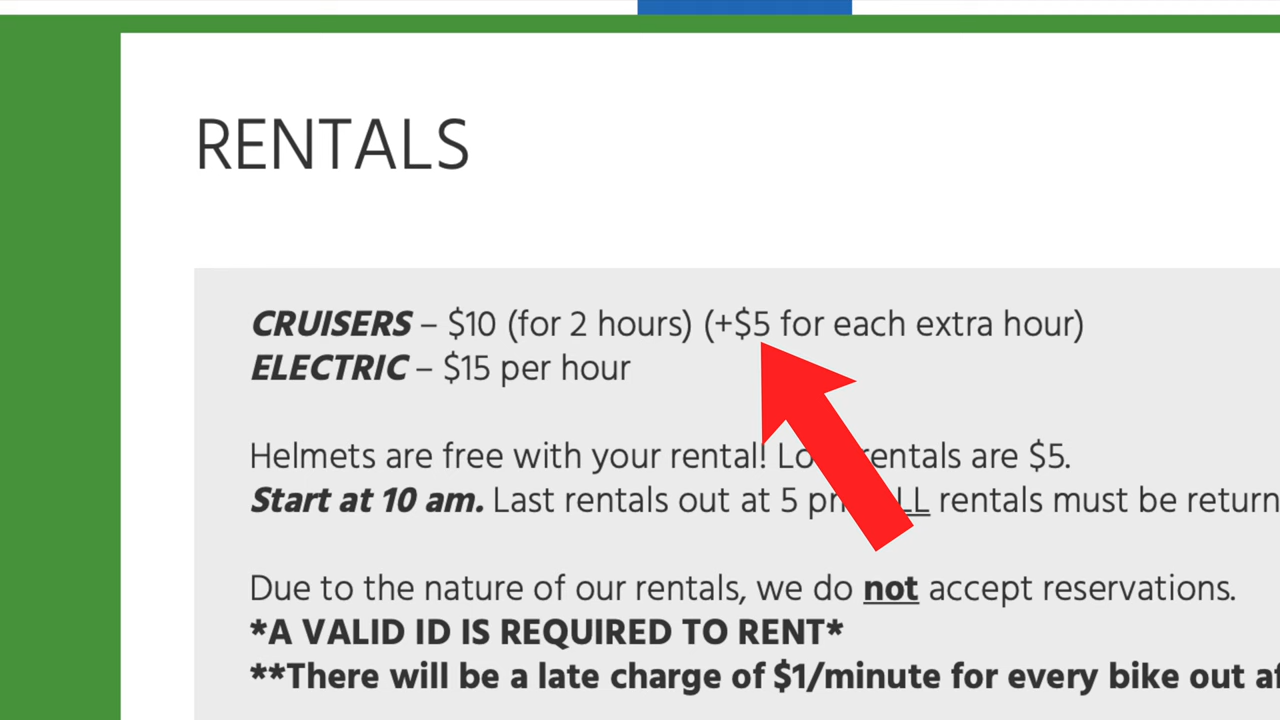 RENTALS
CRUISERS – $10 (for 2 hours) (+$5 for each extra hour)
ELECTRIC – $15 per hour
Helmets are free with your rental! rentals are $5.
Start at 10 am. Last rentals out at 5 rentals must be
Due to the nature of our rentals, we do not accept reservations.
*A VALID ID IS REQUIRED TO RENT*
**There will be a late charge of $1/minute for every bike out